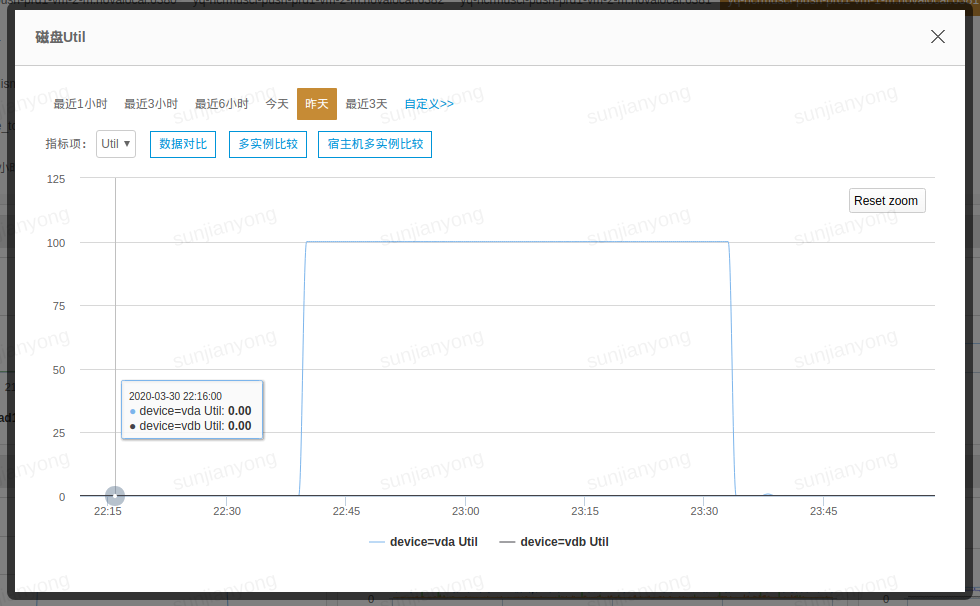 磁盘Util
最近1小时 最近3小时 最近6小时 今天 昨天 最近3天 自定义>>
指标项： Util ▾ 数据对比 多实例比较 宿主机多实例比较
125
Reset zoom
100
75
50
2020-03-30 22:16:00
● device=vda Util: 0.00
● device=vdb Util: 0.00
25
0
22:15 22:30 22:45 23:00 23:15 23:30 23:45
device=vda Util device=vdb Util
sunjianyong sunjianyong sunjianyong sunjianyong